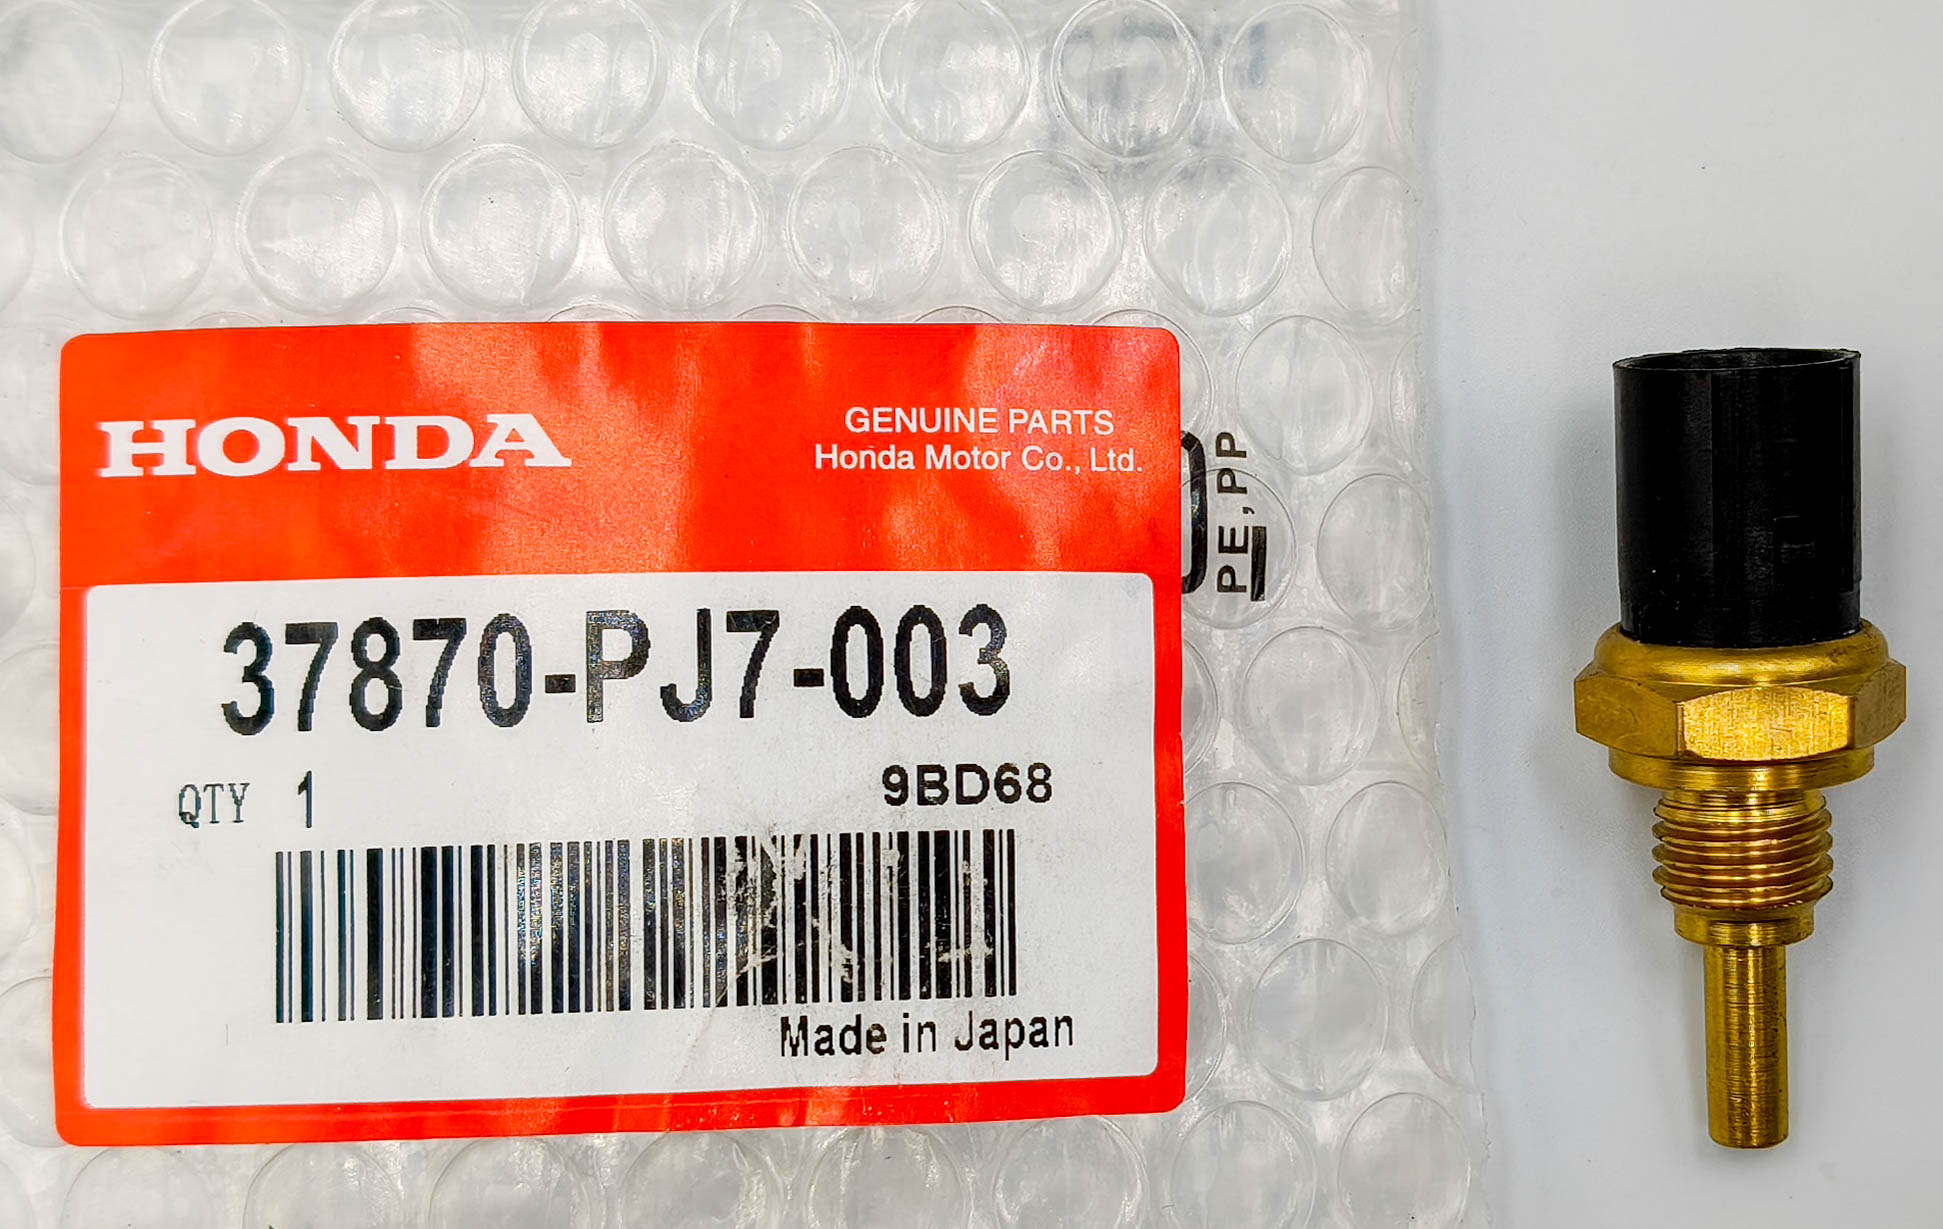 HONDA
GENUINE PARTS
Honda Motor Co., Ltd.
PE, PP
37870-PJ7-003
QTY 1
9BD68
Made in Japan